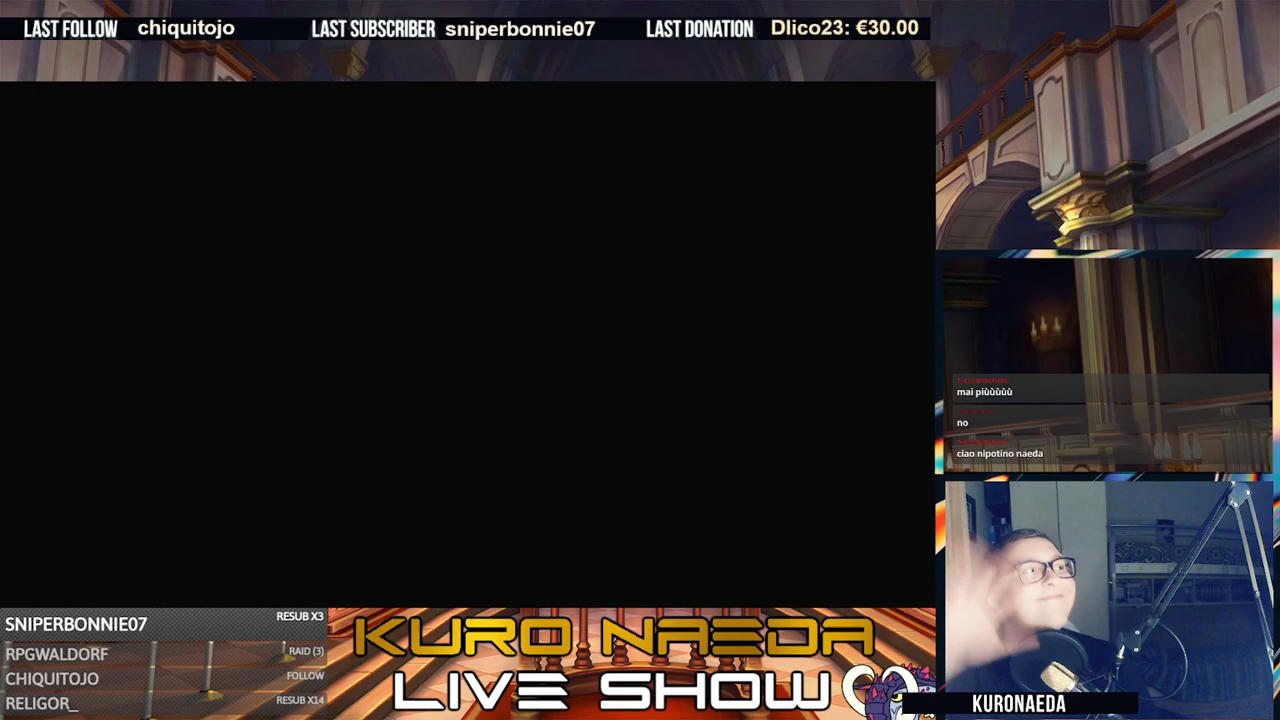 LAST FOLLOW chiquitojo LAST SUBSCRIBER sniperbonnie07 LAST DONATION Dlico23: €30.00
mai piùùùùù
no
ciao nipotino naeda
SNIPERBONNIE07 RESUB X3
RPGWALDORF RAID (3)
CHIQUITOJO FOLLOW
RELIGOR_ RESUB X14
KURO NAEDA
LIVE SHOW
KURONAEDA